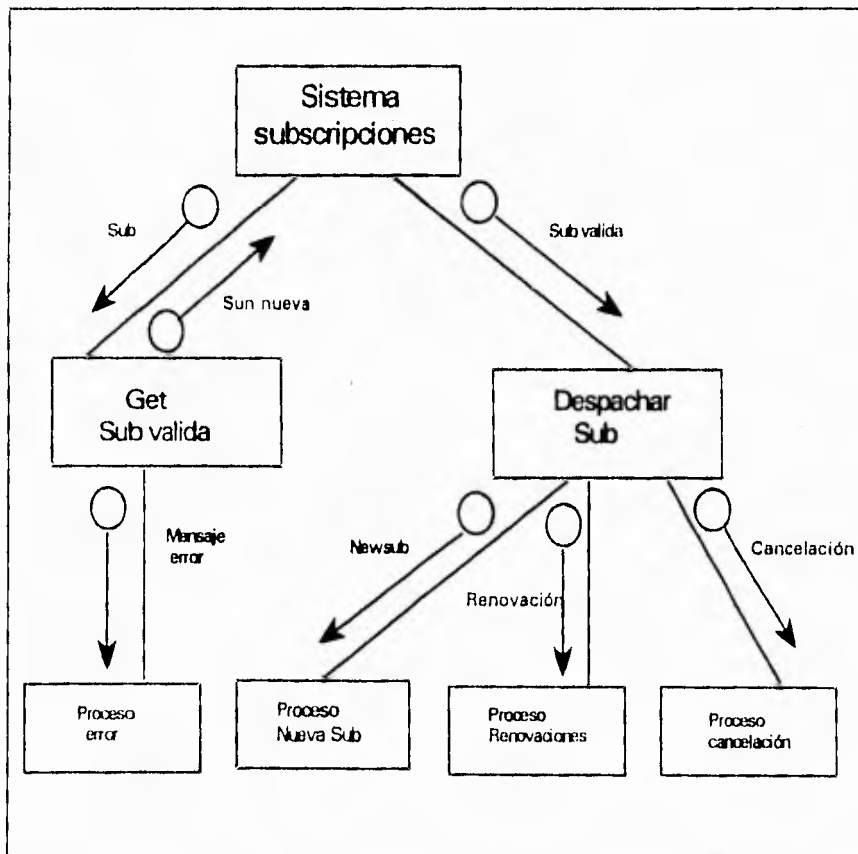 Sistema
subscripciones
Sub
Sub valida
Sun nueva
Get
Sub valida
Despachar
Sub
Mensaje
error
Newsub
Renovación
Cancelación
Proceso
error
Proceso
Nueva Sub
Proceso
Renovaciones
Proceso
cancelación